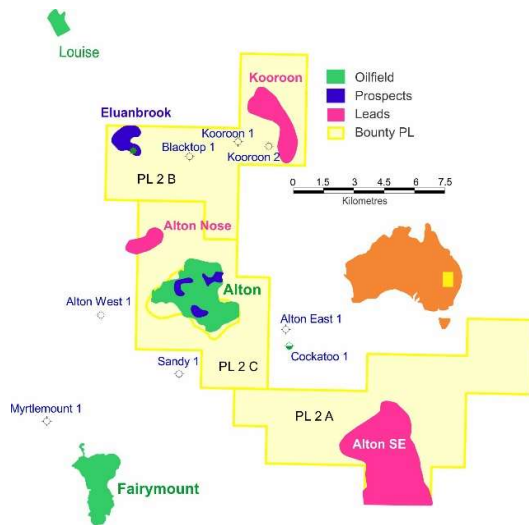 Louise
Kooroon
Oilfield
Prospects
Leads
Bounty PL
Eluanbrook
Kooroon 1
Blacktop 1
Kooroon 2
PL 2 B
0 1.5 3 4.5 6 7.5
Kilometres
Alton Nose
Alton
Alton West 1
Alton East 1
Cockatoo 1
Sandy 1
PL 2 C
Myrtlemount 1
PL 2 A
Alton SE
Fairymount